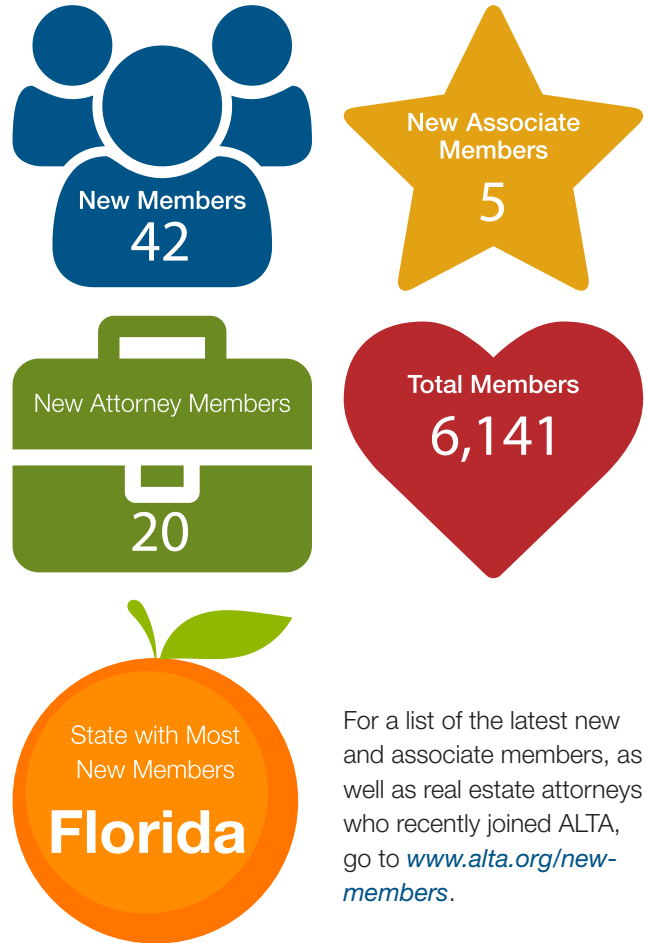 New Members
42
New Associate
Members
5
New Attorney Members
20
Total Members
6,141
State with Most
New Members
Florida
For a list of the latest new
and associate members, as
well as real estate attorneys
who recently joined ALTA,
go to www.alta.org/new-
members.